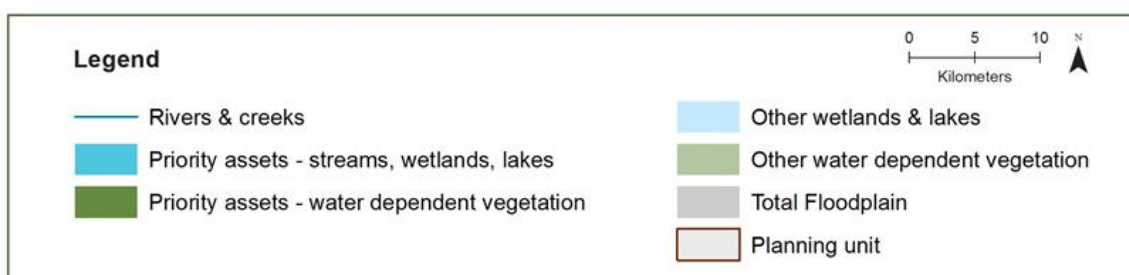 Legend
0 5 10
N
Kilometers
Rivers & creeks
Priority assets - streams, wetlands, lakes
Priority assets - water dependent vegetation
Other wetlands & lakes
Other water dependent vegetation
Total Floodplain
Planning unit